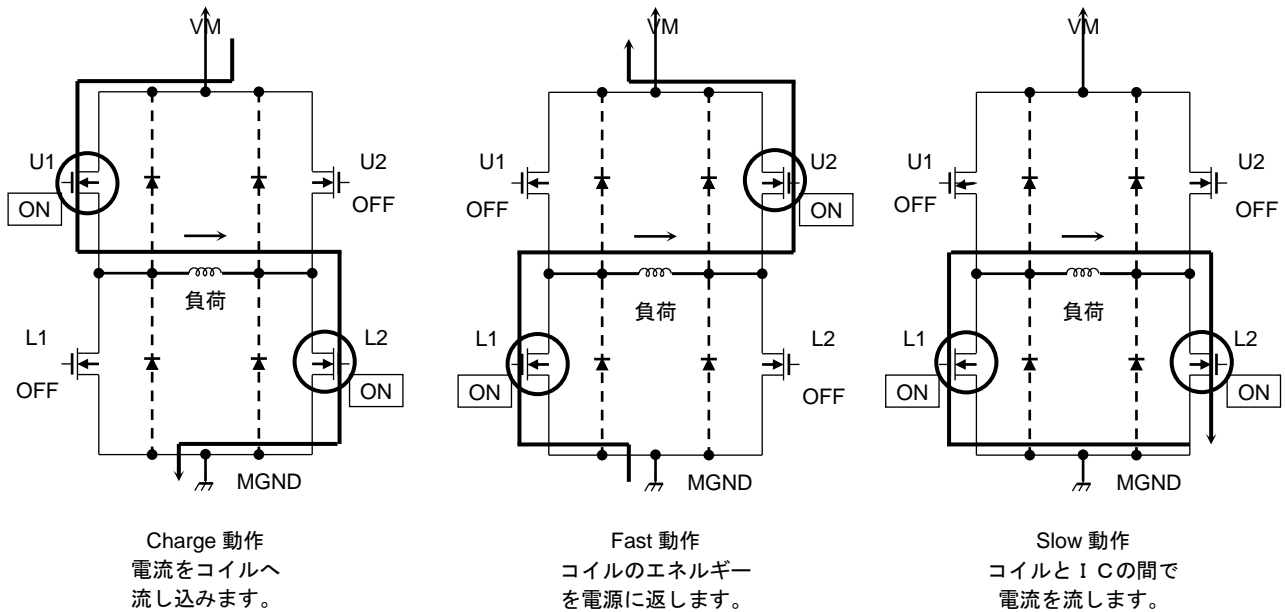 VM
U1
ON
U2
OFF
負荷
L1
OFF
L2
ON
MGND
Charge 動作
電流をコイルへ
流し込みます。
VM
U1
OFF
U2
ON
負荷
L1
ON
L2
OFF
MGND
Fast 動作
コイルのエネルギー
を電源に返します。
VM
U1
OFF
U2
OFF
負荷
L1
ON
L2
ON
MGND
Slow 動作
コイルとＩＣの間で
電流を流します。